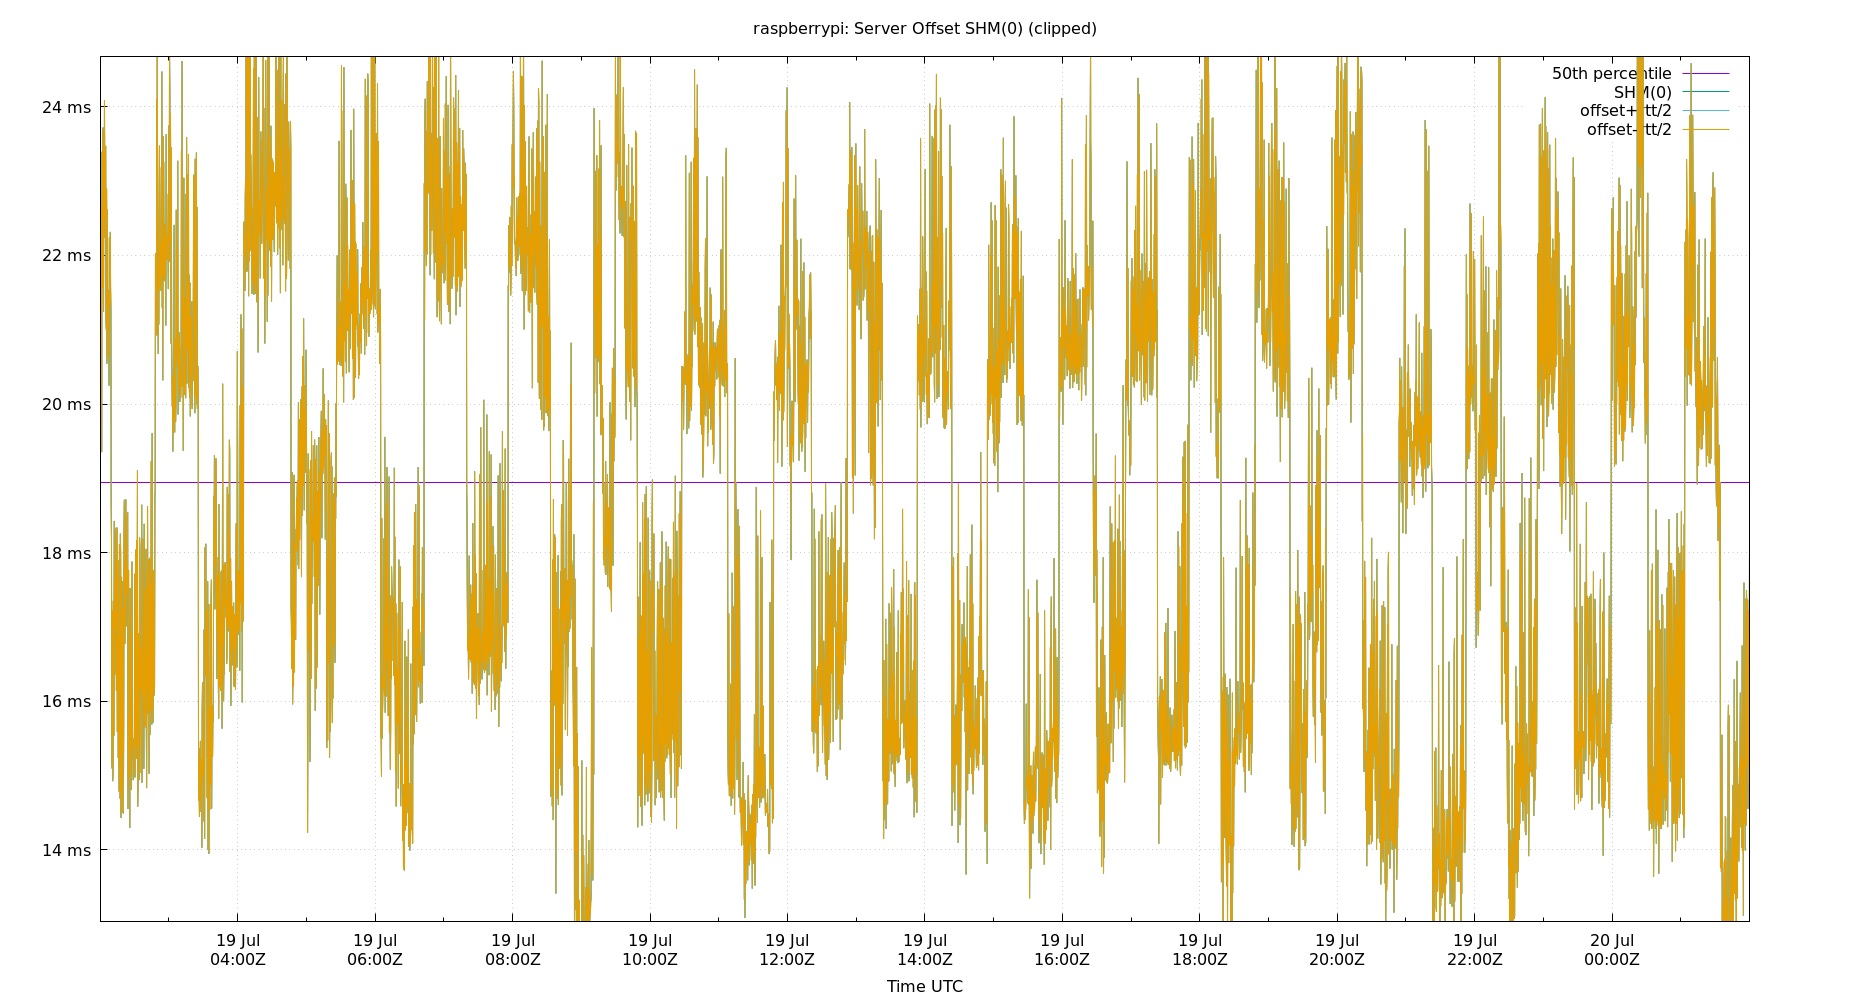 raspberrypi: Server Offset SHM(0) (clipped)
50th percentile
SHM(0)
offset+rtt/2
offset-rtt/2
24 ms
22 ms
20 ms
18 ms
16 ms
14 ms
19 Jul 19 Jul 19 Jul 19 Jul 19 Jul 19 Jul 19 Jul 19 Jul 19 Jul 19 Jul 20 Jul
04:00Z 06:00Z 08:00Z 10:00Z 12:00Z 14:00Z 16:00Z 18:00Z 20:00Z 22:00Z 00:00Z
Time UTC